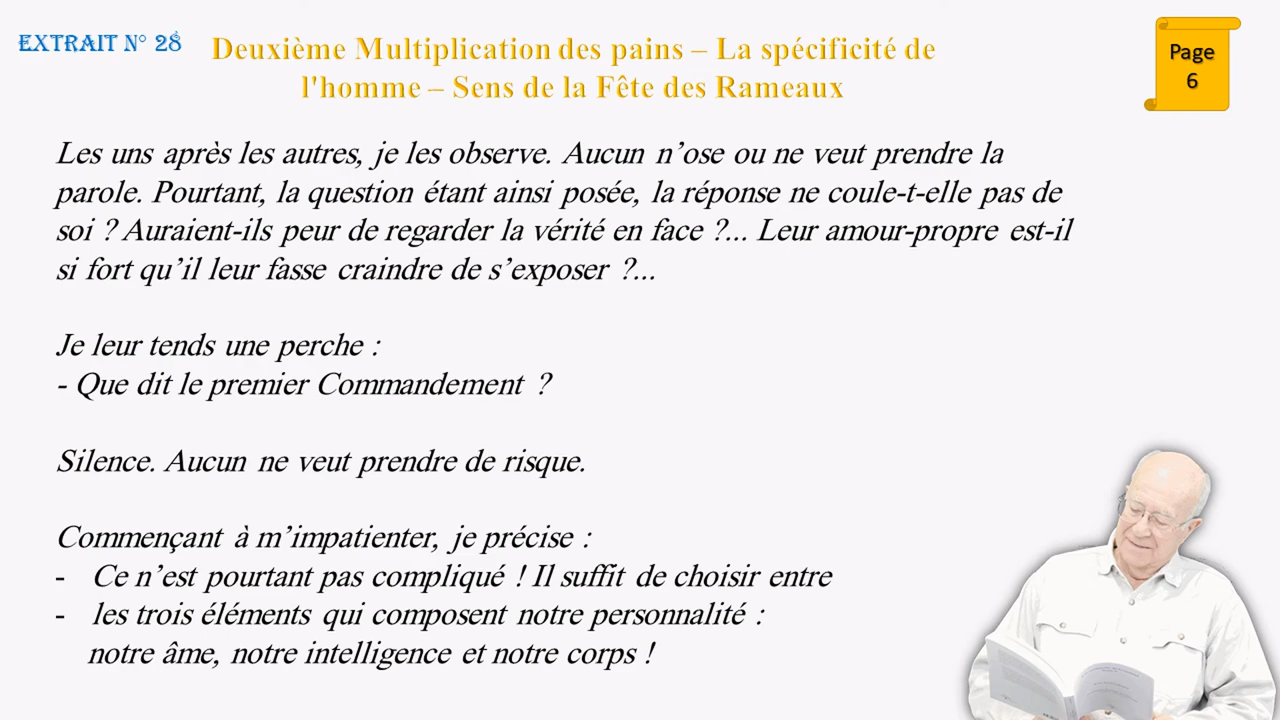 EXTRAIT N° 28
Deuxième Multiplication des pains – La spécificité de
l'homme – Sens de la Fête des Rameaux
Page
6
Les uns après les autres, je les observe. Aucun n’ose ou ne veut prendre la
parole. Pourtant, la question étant ainsi posée, la réponse ne coule-t-elle pas de
soi ? Auraient-ils peur de regarder la vérité en face ?... Leur amour-propre est-il
si fort qu’il leur fasse craindre de s’exposer ?...
Je leur tends une perche :
- Que dit le premier Commandement ?
Silence. Aucun ne veut prendre de risque.
Commençant à m’impatienter, je précise :
- Ce n’est pourtant pas compliqué ! Il suffit de choisir entre
- les trois éléments qui composent notre personnalité :
notre âme, notre intelligence et notre corps !